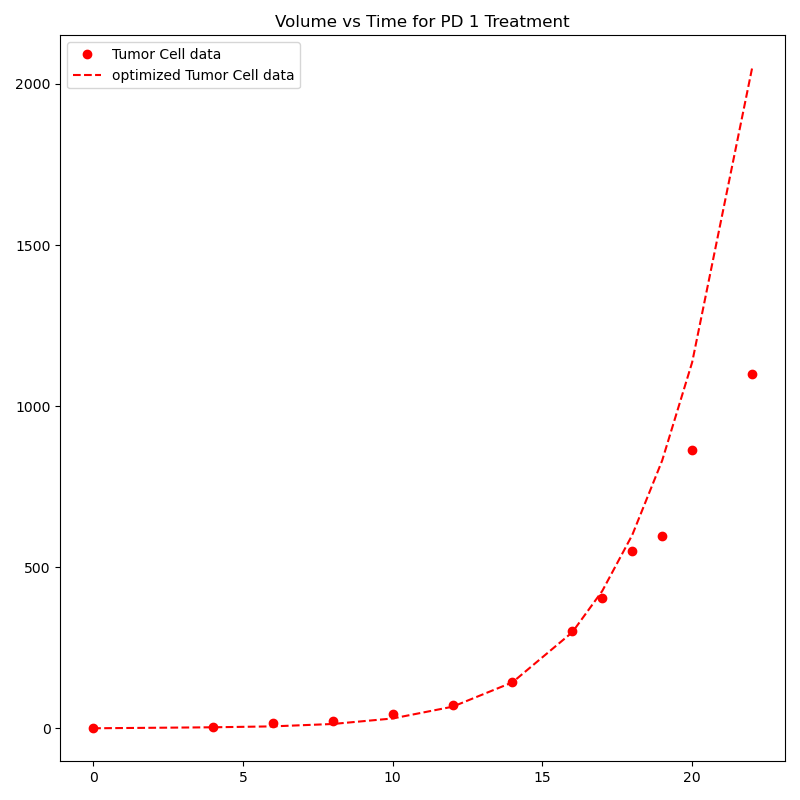 Volume vs Time for PD 1 Treatment
Tumor Cell data
optimized Tumor Cell data
2000
1500
1000
500
0
0 5 10 15 20